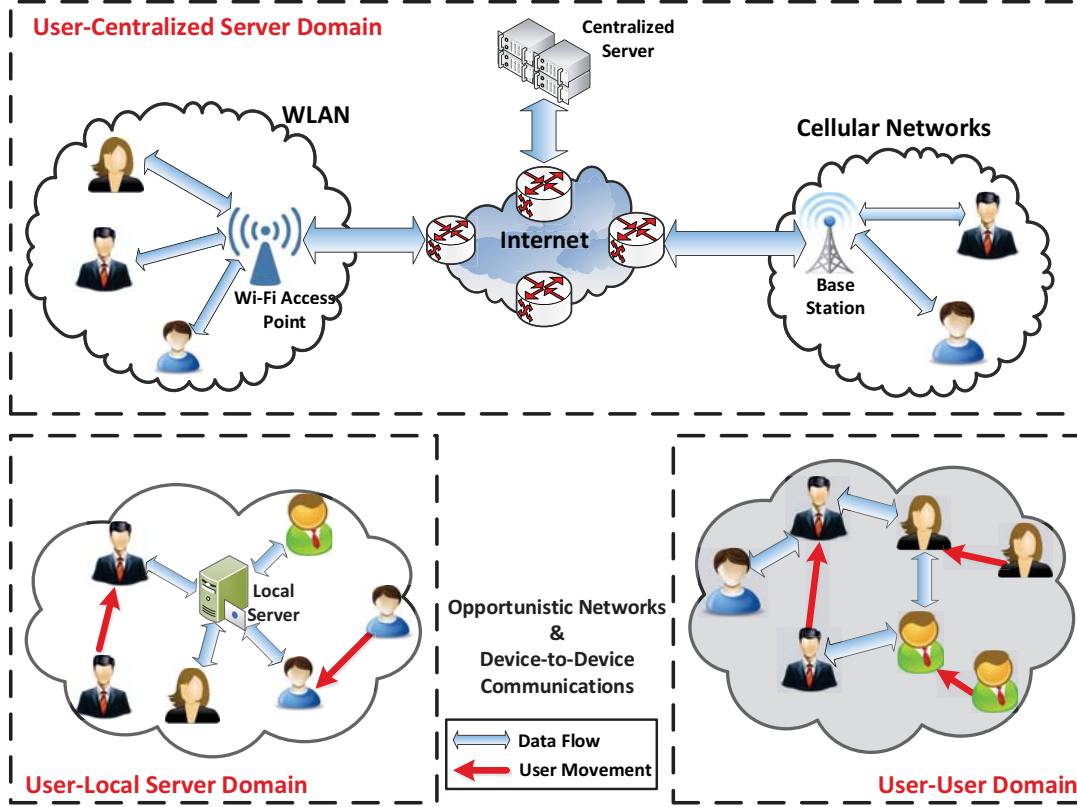 User-Centralized Server Domain
Centralized
Server
WLAN
Cellular Networks
Internet
Wi-Fi Access
Point
Base
Station
Local
Server
Opportunistic Networks
&
Device-to-Device
Communications
Data Flow
User Movement
User-Local Server Domain
User-User Domain